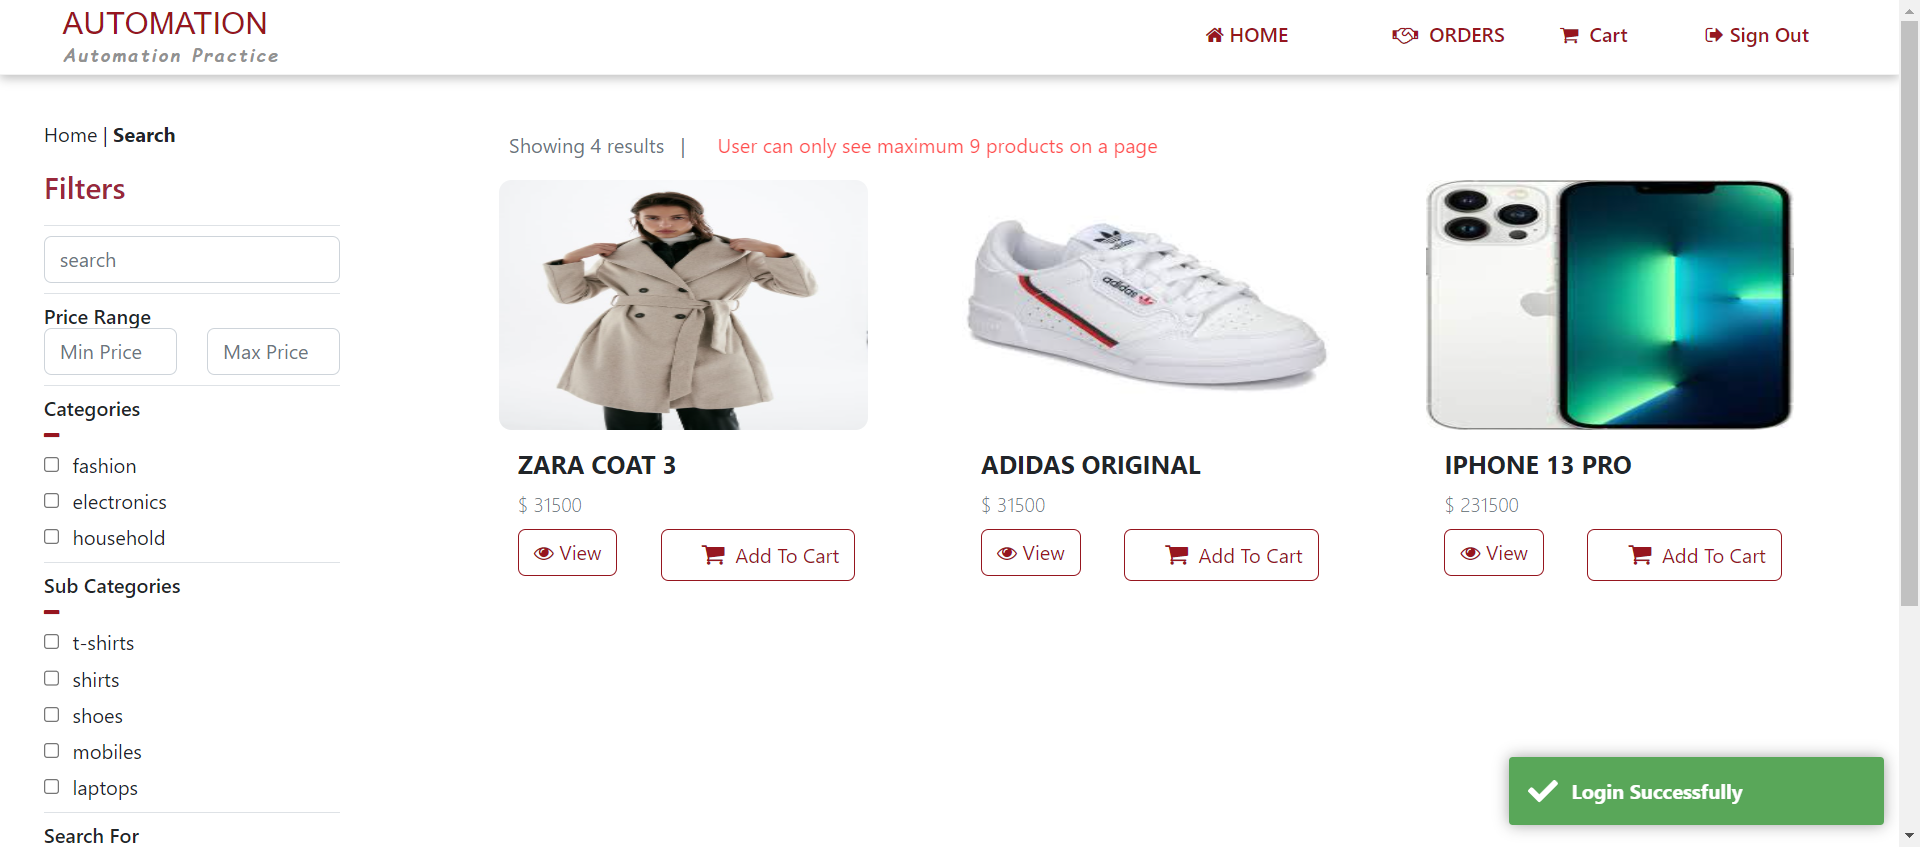 AUTOMATION
Automation Practice
HOME
ORDERS
Cart
Sign Out
Home | Search
Filters
search
Price Range
Min Price
Max Price
Categories
fashion
electronics
household
Sub Categories
t-shirts
shirts
shoes
mobiles
laptops
Search For
Showing 4 results |
User can only see maximum 9 products on a page
adidas
adidas
ZARA COAT 3
$ 31500
View
Add To Cart
ADIDAS ORIGINAL
$ 31500
View
Add To Cart
IPHONE 13 PRO
$ 231500
View
Add To Cart
Login Successfully